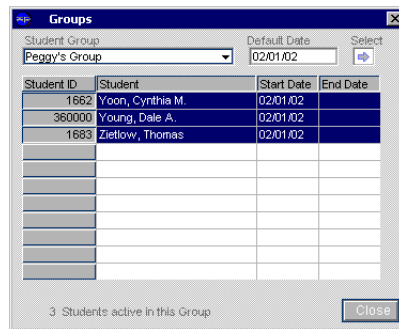 Groups
Student Group Default Date Select
Peggy's Group 02/01/02
Student ID Student Start Date End Date
1662 Yoon, Cynthia M. 02/01/02
360000 Young, Dale A. 02/01/02
1683 Zietlow, Thomas 02/01/02
3 Students active in this Group Close